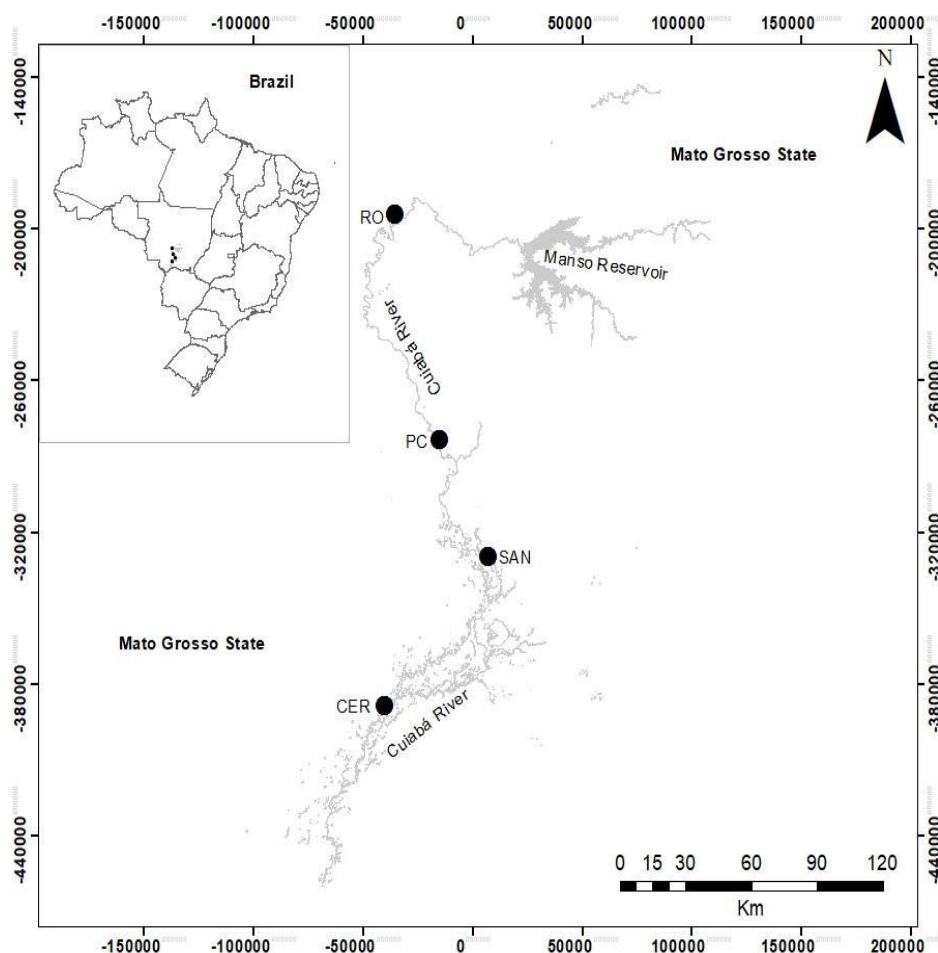 -150000 -100000 -50000 0 50000 100000 150000 200000
Brazil
N
-140000 -140000
Mato Grosso State
RO
-200000 -200000
Manso Reservoir
Cuiabá River
-260000 -260000
PC
-320000 -320000
SAN
Mato Grosso State
-380000 -380000
CER
Cuiabá River
-440000 -440000
0 15 30 60 90 120
Km
-150000 -100000 -50000 0 50000 100000 150000 200000